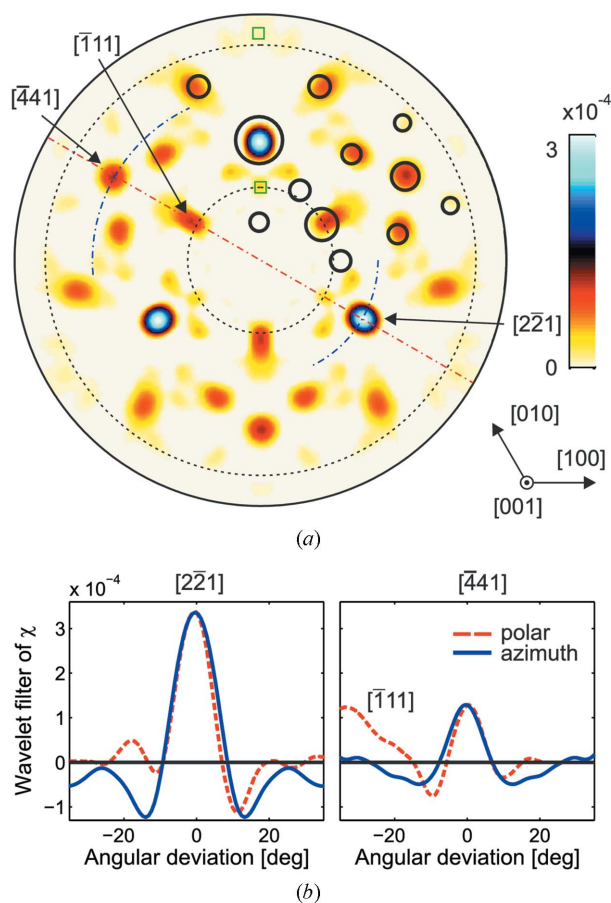 [1̅11]
[4̅41]
x10⁻⁴
3
0
[22̅1]
[010]
[100]
[001]
(a)
x 10⁻⁴
[22̅1]
[4̅41]
polar
azimuth
[1̅11]
3
2
1
0
−1
Wavelet filter of χ
−20 0 20
−20 0 20
Angular deviation [deg]
Angular deviation [deg]
(b)